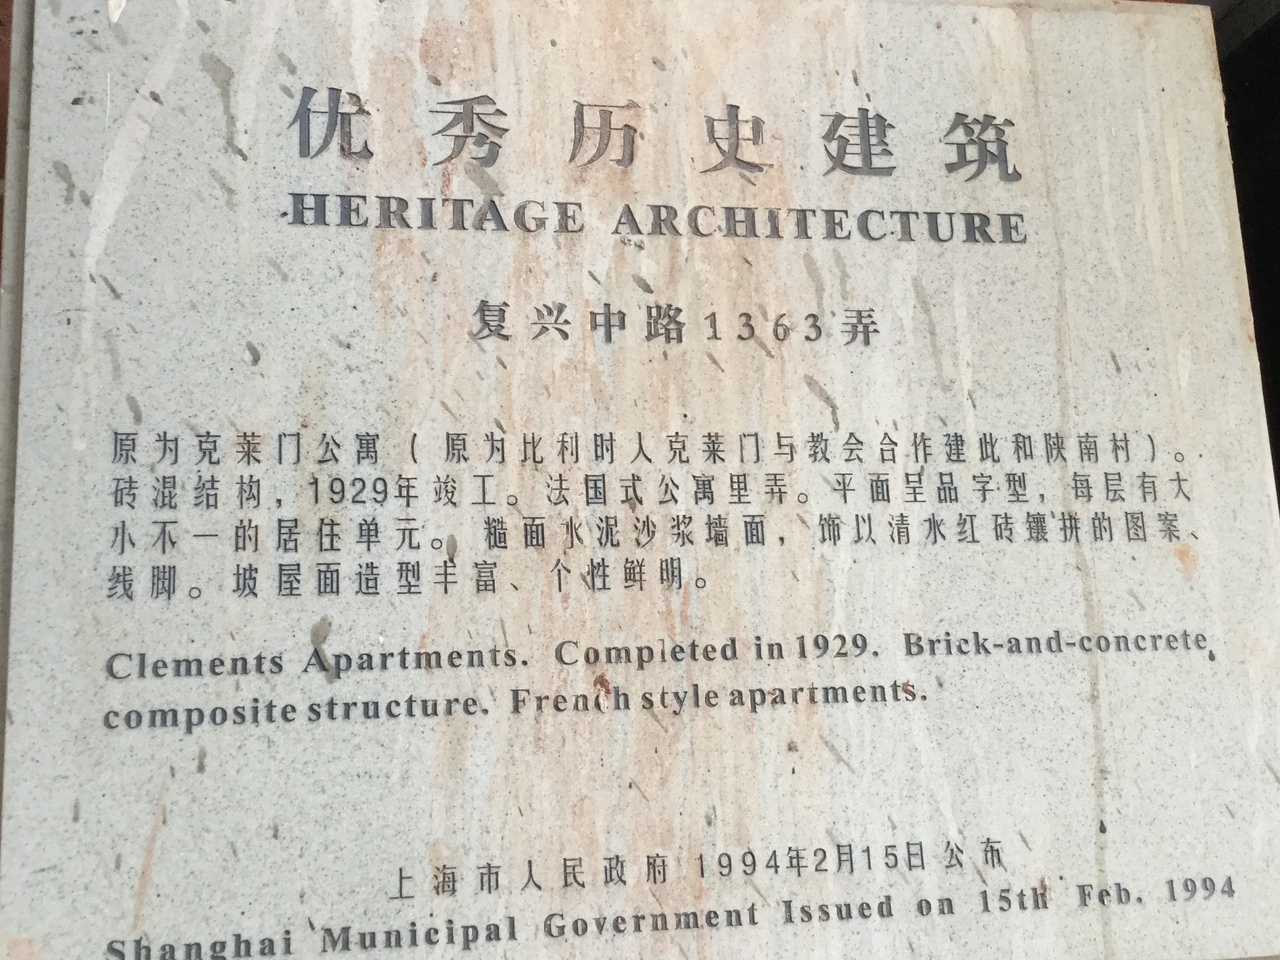 优秀历史建筑
HERITAGE ARCHITECTURE
复兴中路1363弄
原为克莱门公寓（原为比利时人克莱门与教会合作建此和陕南村）。
砖混结构，1929年竣工。法国式公寓里弄。平面呈品字型，每层有大
小不一的居住单元。糙面水泥沙浆墙面，饰以清水红砖镶拼的图案、
线脚。坡屋面造型丰富、个性鲜明。
Clements Apartments. Completed in 1929. Brick-and-concrete
composite structure. French style apartments.
上海市人民政府 1994年2月15日公布
Shanghai Municipal Government Issued on 15th Feb. 1994